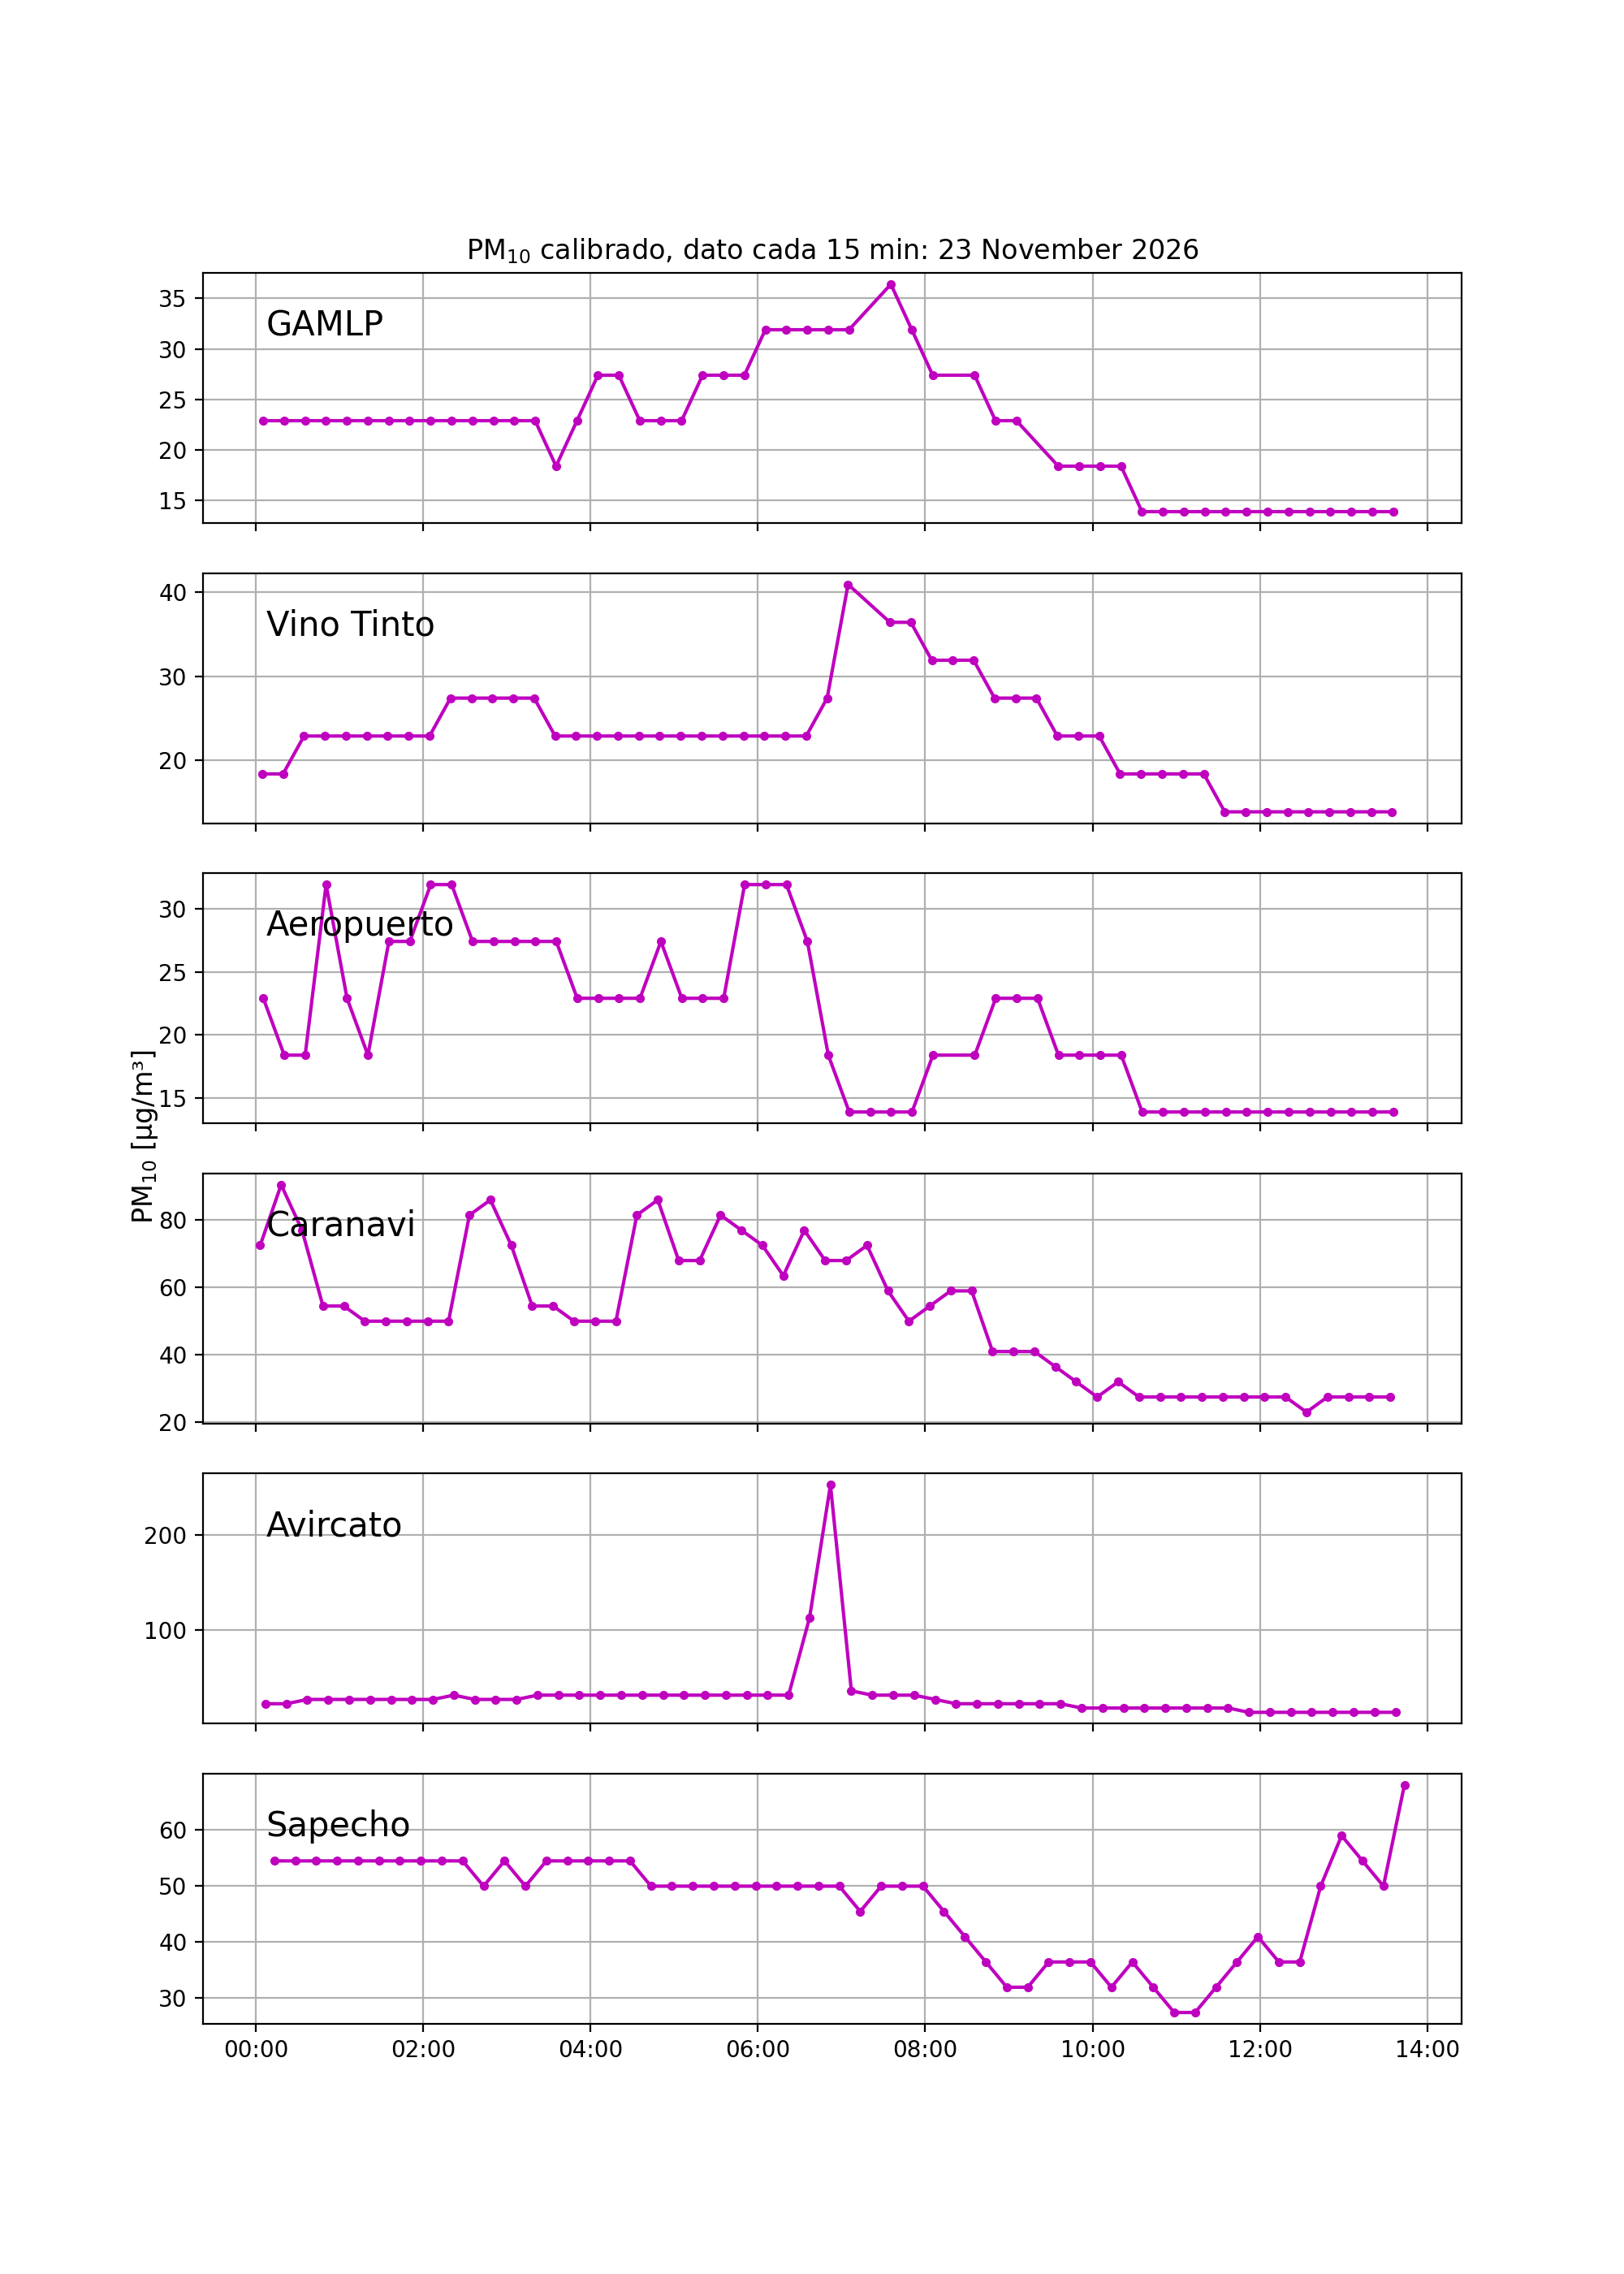 PM₁₀ calibrado, dato cada 15 min: 23 November 2026
35
GAMLP
30
25
20
15
40
Vino Tinto
30
20
30
Aeropuerto
25
20
15
PM₁₀ [µg/m³]
80
Caranavi
60
40
20
Avircato
200
100
60
Sapecho
50
40
30
00:00 02:00 04:00 06:00 08:00 10:00 12:00 14:00